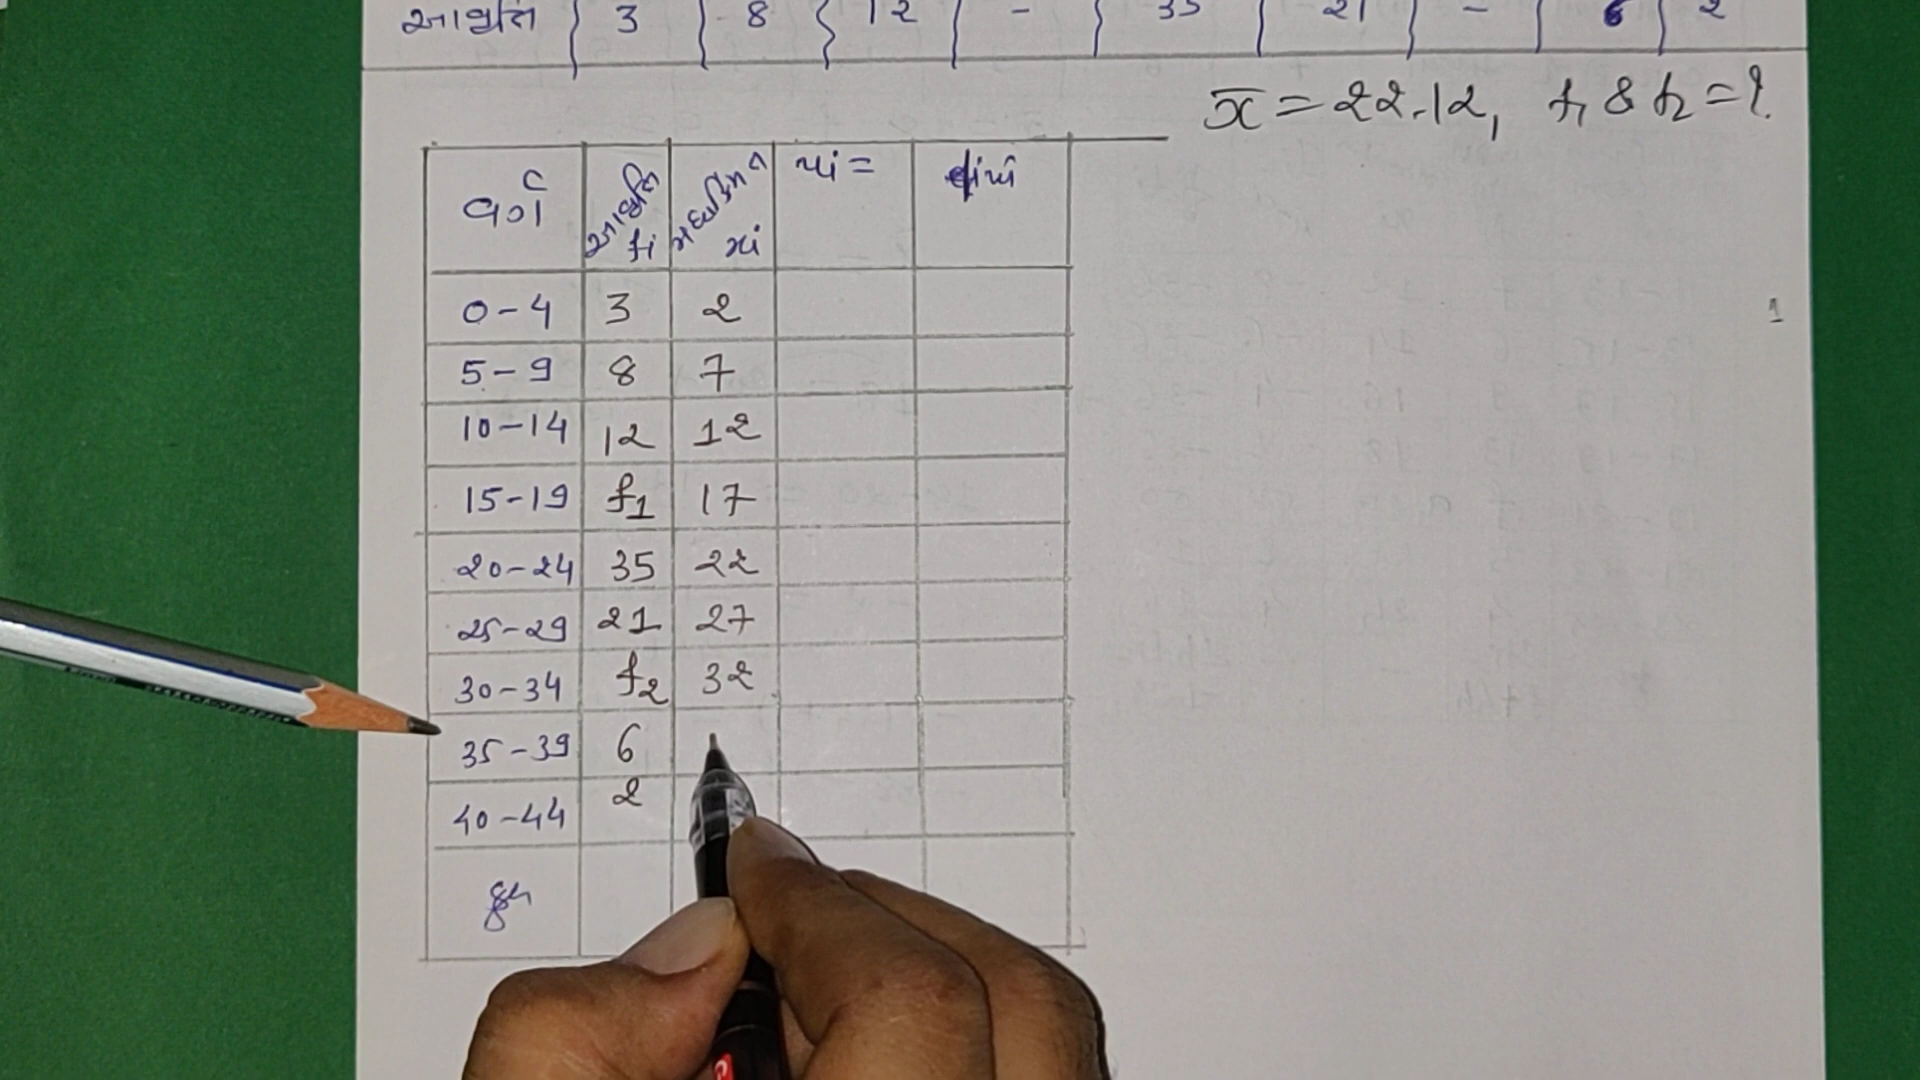 આવૃત્તિ 3 8 12 - 35 21 - 6 2
x̄ = 22.12, f₁ & f₂ = ?
વર્ગ આવૃત્તિ fi મધ્યકિંમત xi ui = fiui
0-4 3 2
5-9 8 7
10-14 12 12
15-19 f₁ 17
20-24 35 22
25-29 21 27
30-34 f₂ 32
35-39 6
40-44 2
કુલ